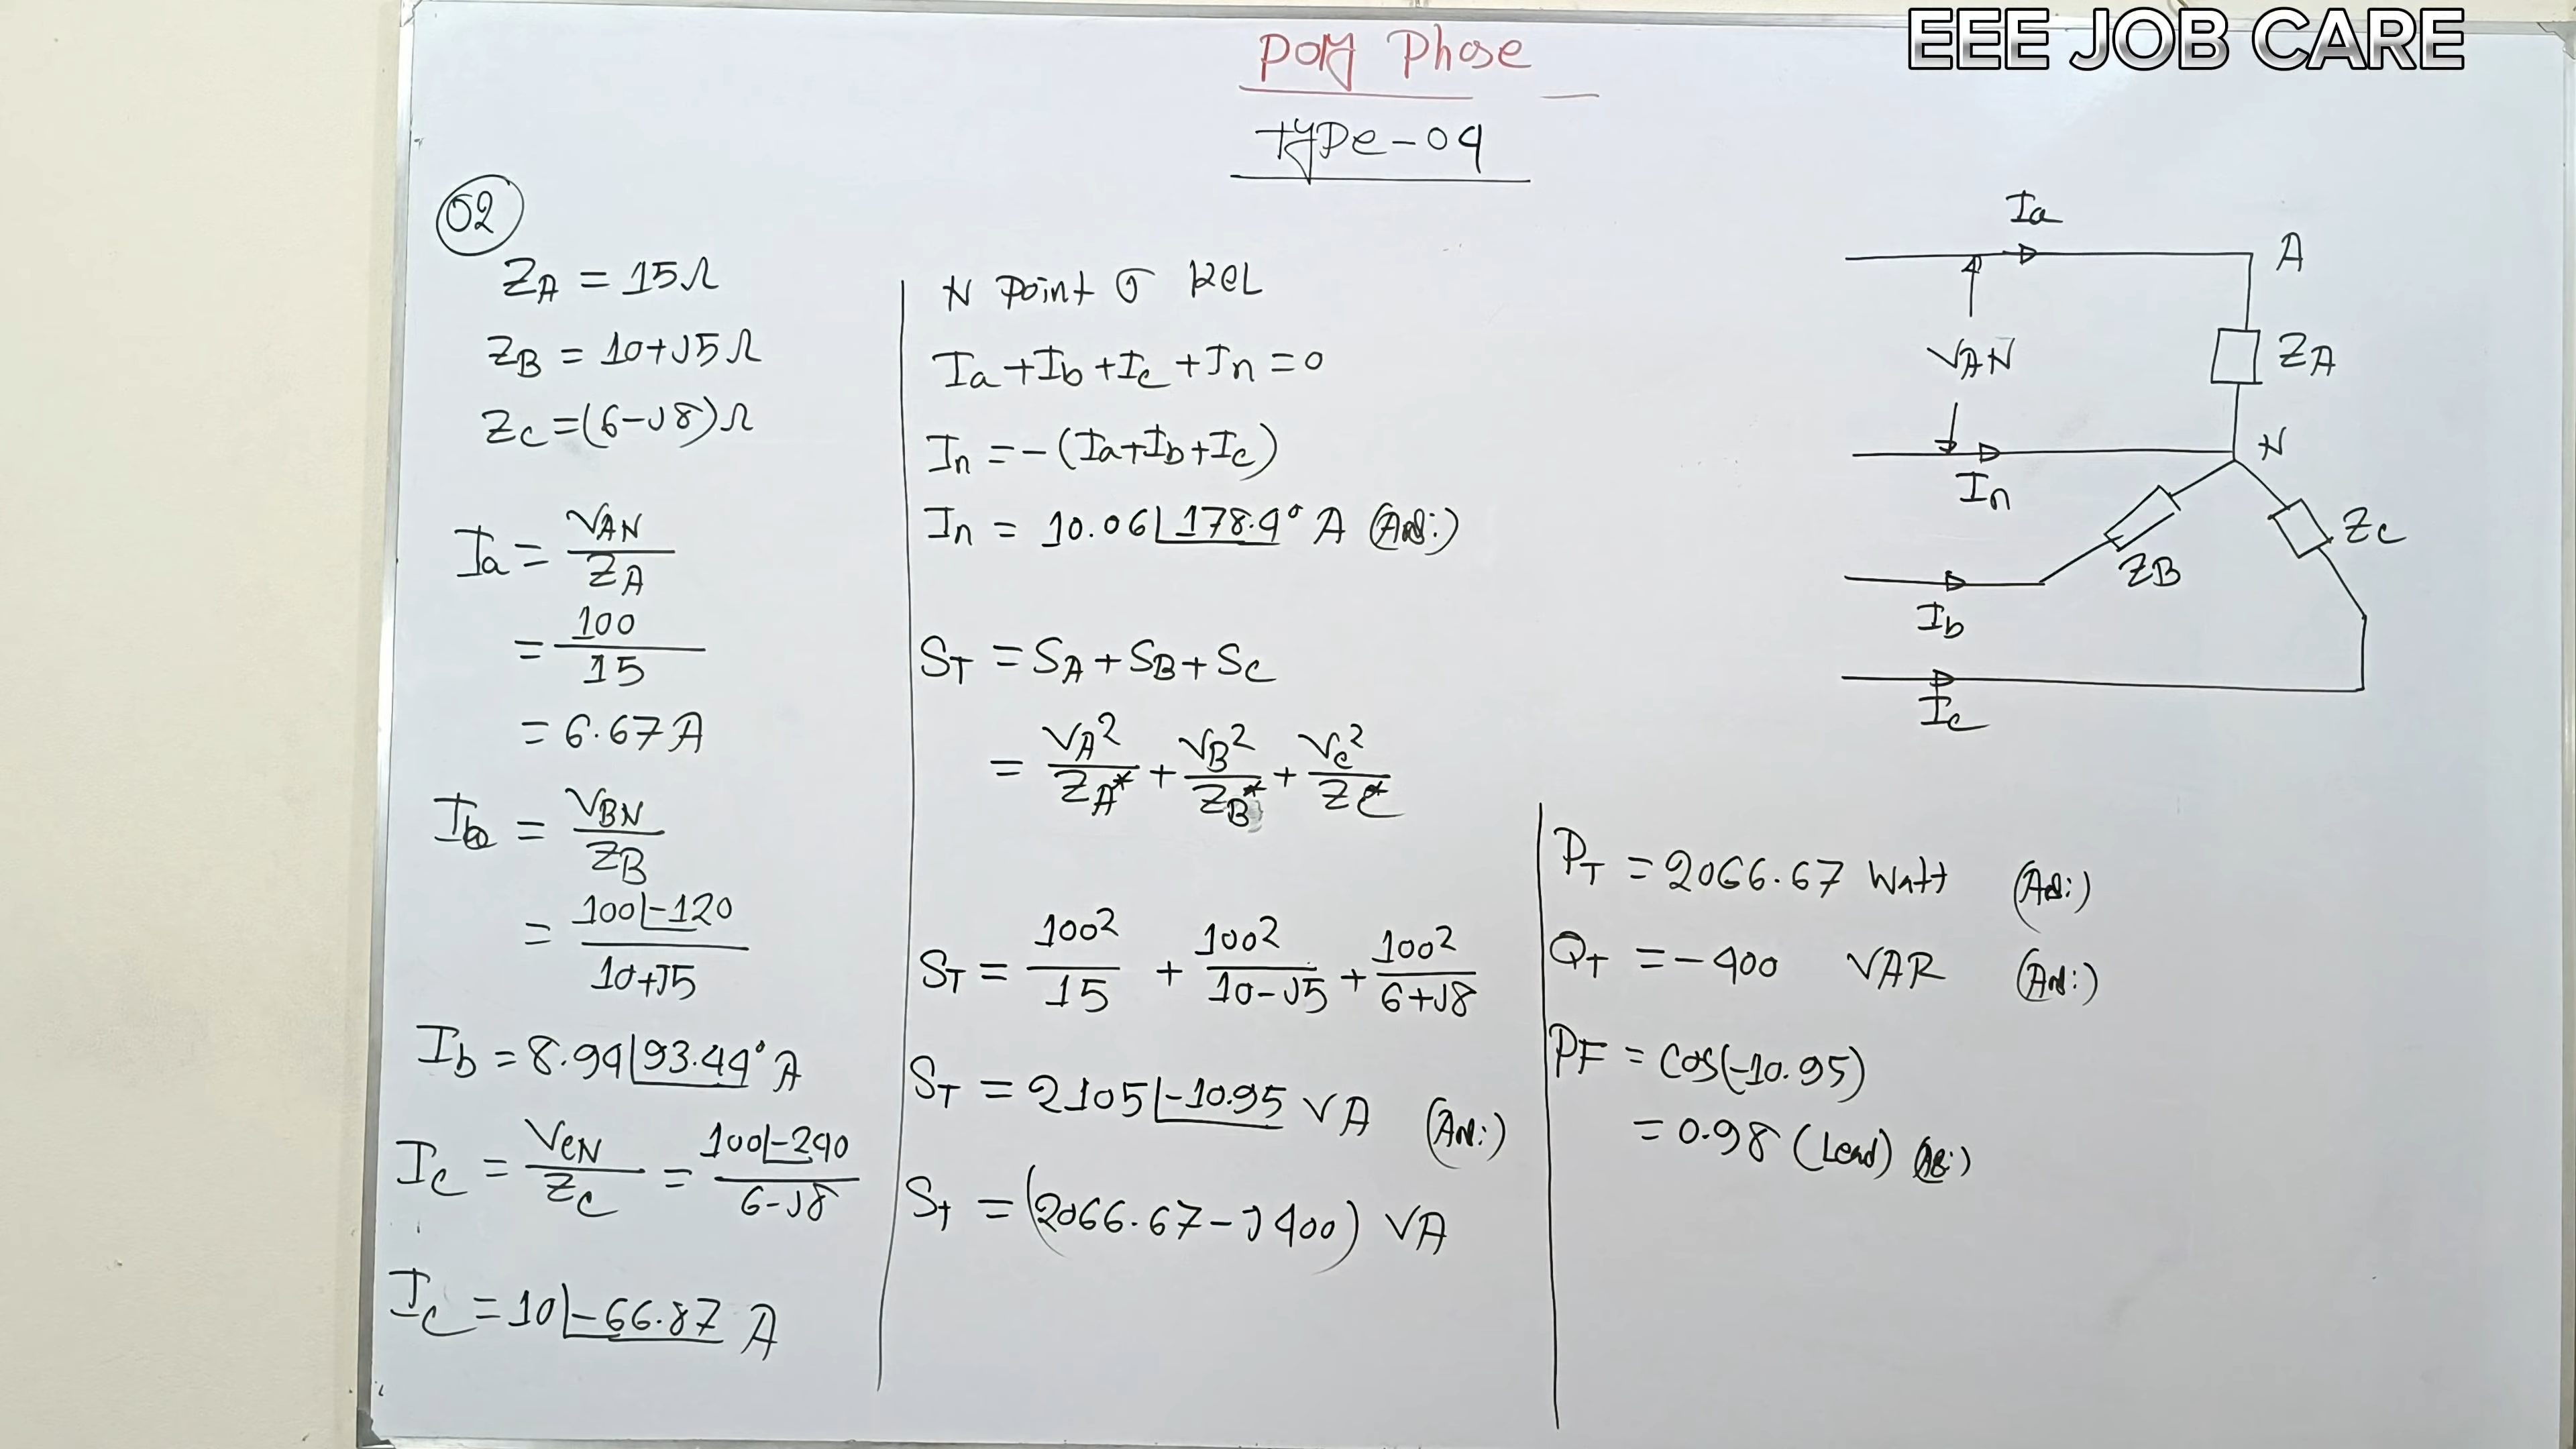 EEE JOB CARE
Poly Phase
Type-04
02
ZA = 15Ω
ZB = 10+J5Ω
ZC = (6-J8)Ω
Ia = VAN / ZA
= 100 / 15
= 6.67 A
Ib = VBN / ZB
= 100∠-120 / 10+J5
Ib = 8.94∠93.44° A
IC = VCN / ZC = 100∠-240 / 6-J8
IC = 10∠-66.87 A
N Point σ KCL
Ia+Ib+Ic+In=0
In =-(Ia+Ib+Ic)
In = 10.06∠178.4° A (Ans:)
ST = SA+SB+SC
= VA² / ZA* + VB² / ZB* + VC² / ZC*
ST = 100² / 15 + 100² / 10-J5 + 100² / 6+J8
ST = 2105∠-10.95 VA (Ans:)
ST = (2066.67-J400) VA
PT = 2066.67 Watt (Ans:)
QT = -400 VAR (Ans:)
PF = Cos(-10.95)
= 0.98 (Lead) (Ans:)
Ia
A
VAN
ZA
N
In
ZC
ZB
Ib
Ic